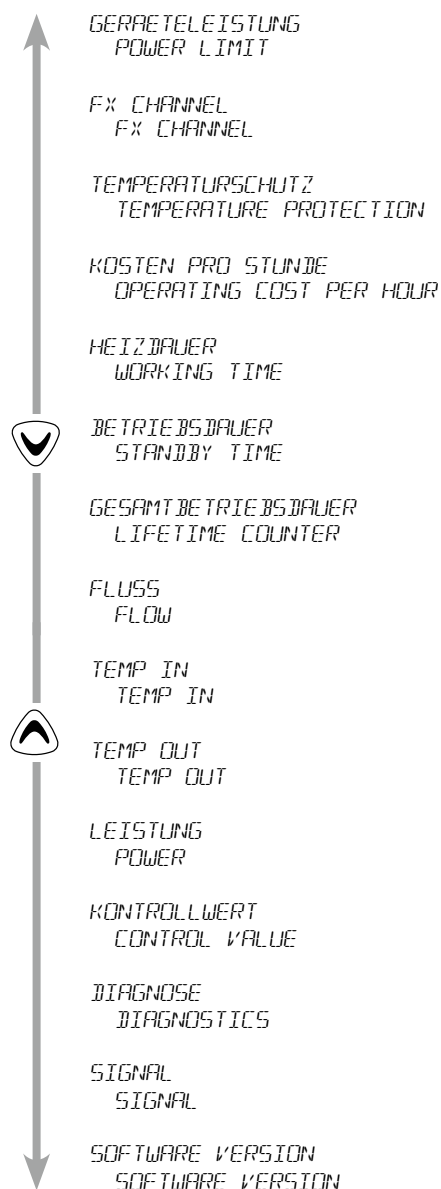 GERAETELEISTUNG
POWER LIMIT
FX CHANNEL
FX CHANNEL
TEMPERATURSCHUTZ
TEMPERATURE PROTECTION
KOSTEN PRO STUNDE
OPERATING COST PER HOUR
HEIZDAUER
WORKING TIME
BETRIEBSDAUER
STANDBY TIME
GESAMTBETRIEBSDAUER
LIFETIME COUNTER
FLUSS
FLOW
TEMP IN
TEMP IN
TEMP OUT
TEMP OUT
LEISTUNG
POWER
KONTROLLWERT
CONTROL VALUE
DIAGNOSE
DIAGNOSTICS
SIGNAL
SIGNAL
SOFTWARE VERSION
SOFTWARE VERSION